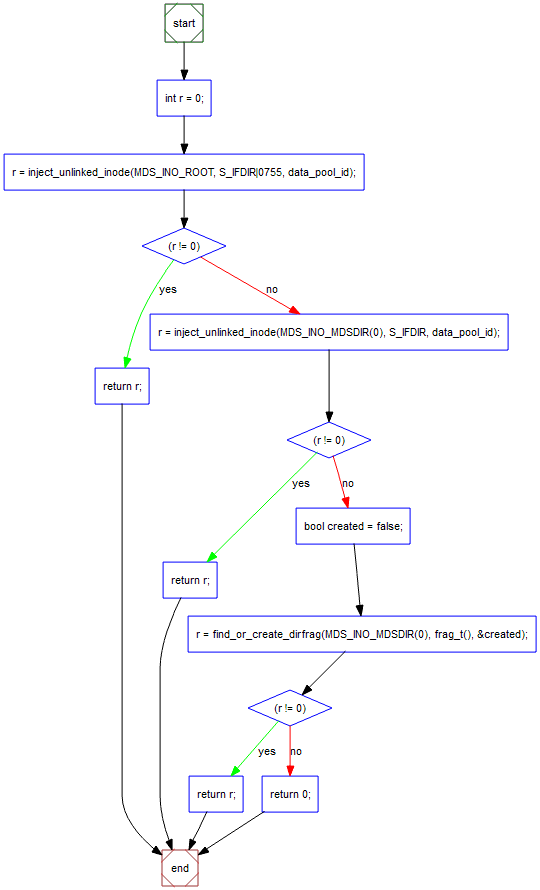 start
int r = 0;
r = inject_unlinked_inode(MDS_INO_ROOT, S_IFDIR|0755, data_pool_id);
(r != 0)
yes
no
r = inject_unlinked_inode(MDS_INO_MDSDIR(0), S_IFDIR, data_pool_id);
return r;
(r != 0)
yes
no
bool created = false;
return r;
r = find_or_create_dirfrag(MDS_INO_MDSDIR(0), frag_t(), &created);
(r != 0)
yes
no
return r;
return 0;
end